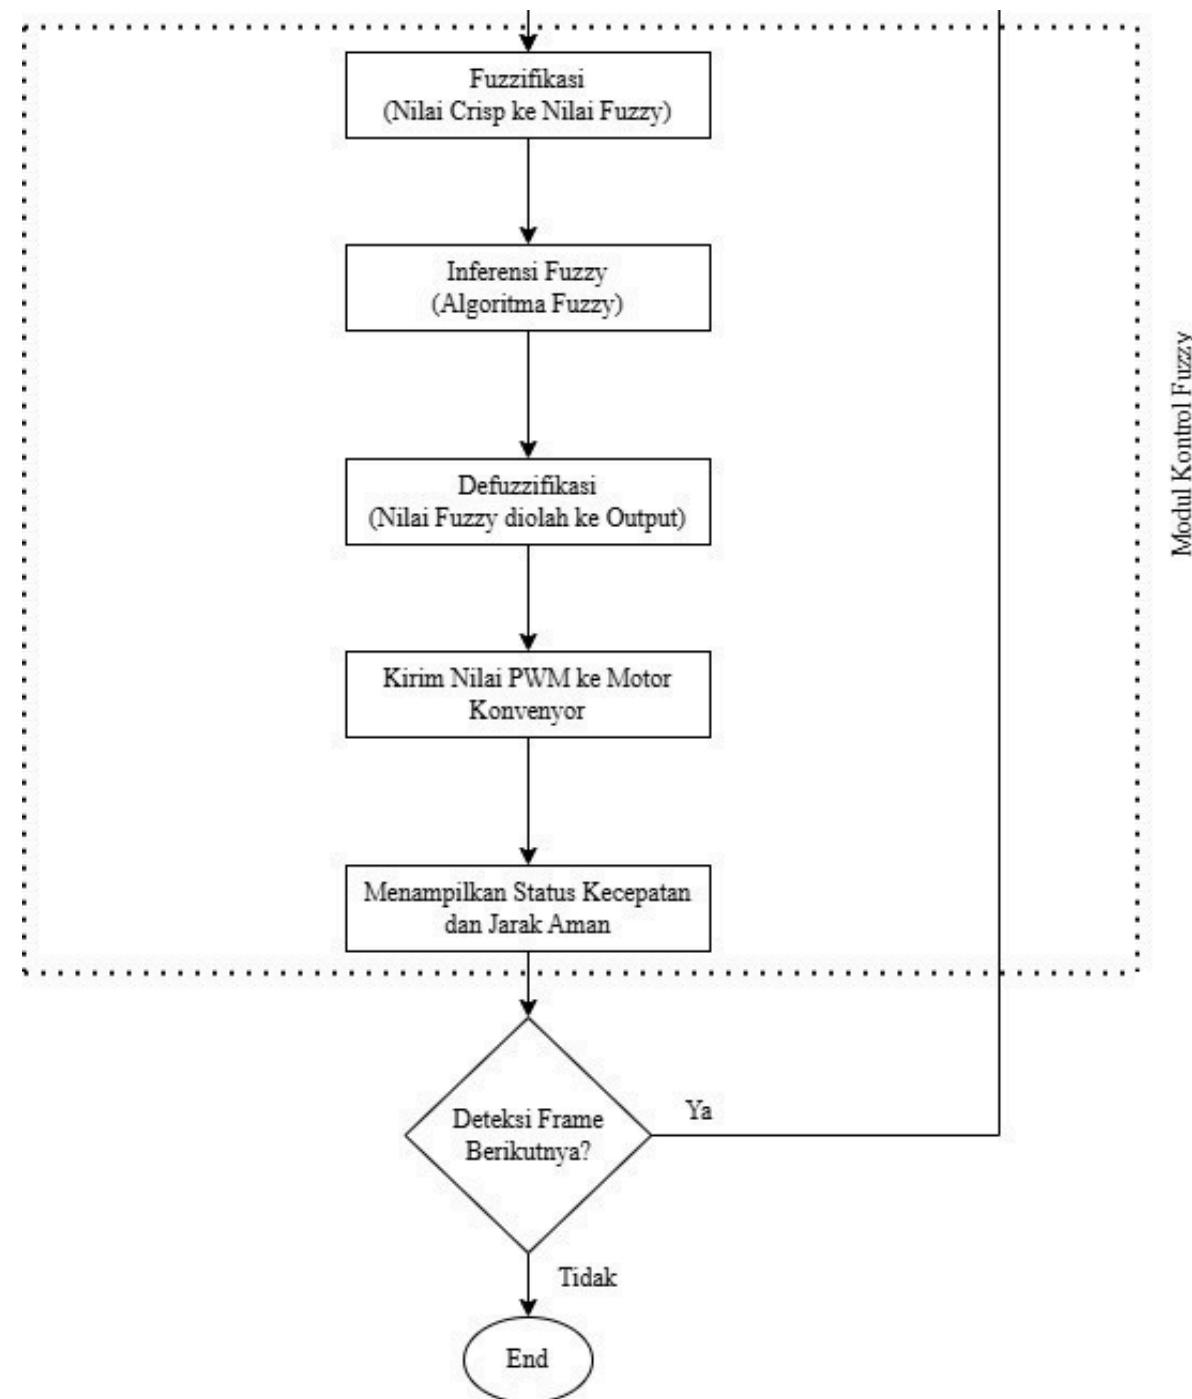 Fuzzifikasi
(Nilai Crisp ke Nilai Fuzzy)
Inferensi Fuzzy
(Algoritma Fuzzy)
Modul Kontrol Fuzzy
Defuzzifikasi
(Nilai Fuzzy diolah ke Output)
Kirim Nilai PWM ke Motor
Konvenyor
Menampilkan Status Kecepatan
dan Jarak Aman
Deteksi Frame
Berikutnya?
Ya
Tidak
End